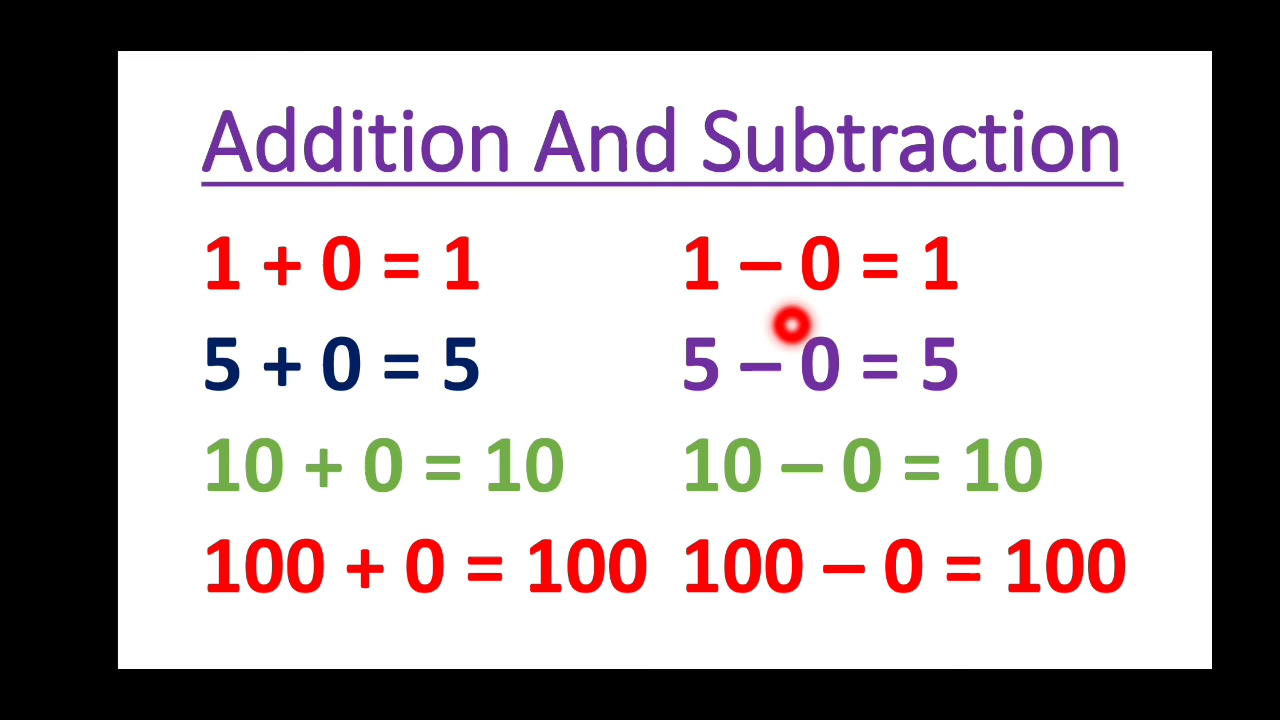 Addition And Subtraction
1 + 0 = 1 1 – 0 = 1
5 + 0 = 5 5 – 0 = 5
10 + 0 = 10 10 – 0 = 10
100 + 0 = 100 100 – 0 = 100